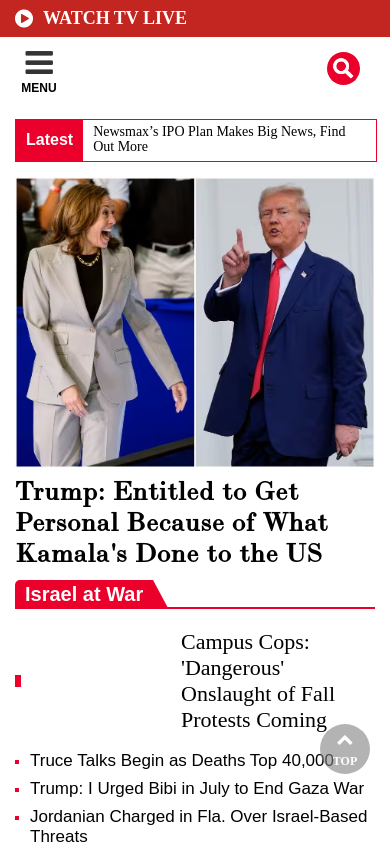 WATCH TV LIVE
MENU
Latest
Newsmax’s IPO Plan Makes Big News, Find
Out More
Trump: Entitled to Get
Personal Because of What
Kamala's Done to the US
Israel at War
Campus Cops:
'Dangerous'
Onslaught of Fall
Protests Coming
TOP
Truce Talks Begin as Deaths Top 40,000
Trump: I Urged Bibi in July to End Gaza War
Jordanian Charged in Fla. Over Israel-Based
Threats